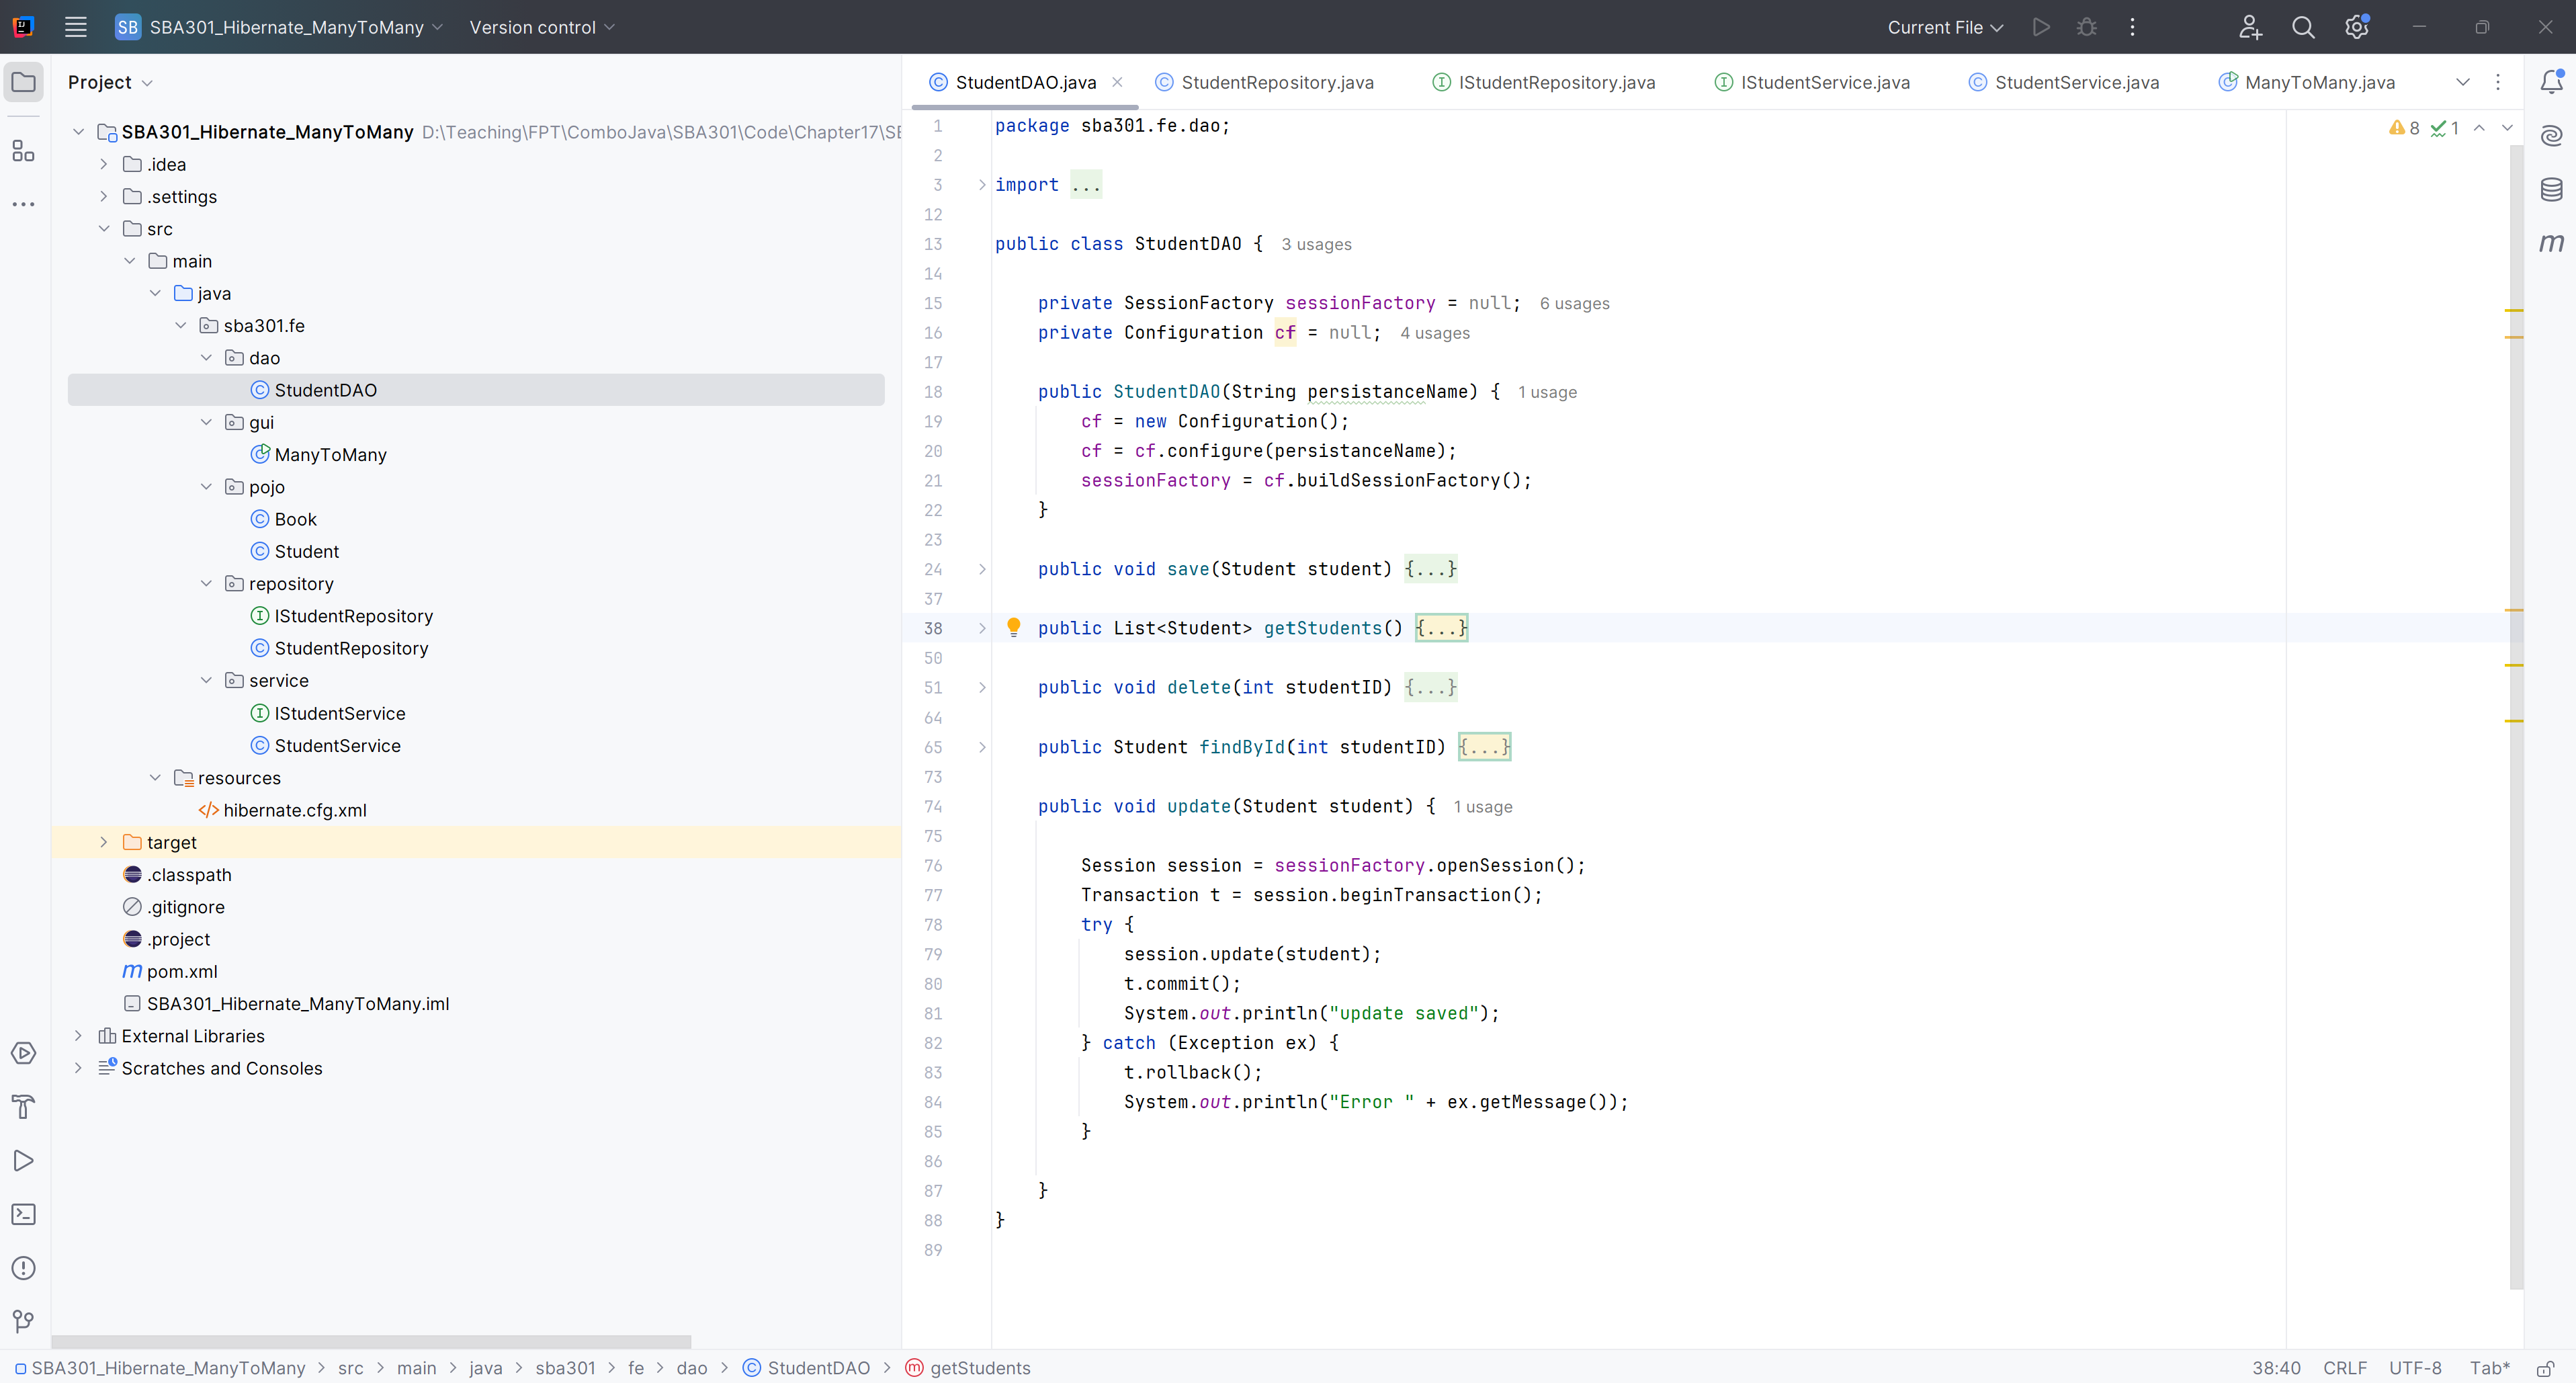 SB SBA301_Hibernate_ManyToMany Version control Current File
Project
StudentDAO.java StudentRepository.java IStudentRepository.java IStudentService.java StudentService.java ManyToMany.java
SBA301_Hibernate_ManyToMany D:\Teaching\FPT\ComboJava\SBA301\Code\Chapter17\SB
.idea
.settings
src
main
java
sba301.fe
dao
StudentDAO
gui
ManyToMany
pojo
Book
Student
repository
IStudentRepository
StudentRepository
service
IStudentService
StudentService
resources
hibernate.cfg.xml
target
.classpath
.gitignore
.project
pom.xml
SBA301_Hibernate_ManyToMany.iml
External Libraries
Scratches and Consoles
8 1
1 package sba301.fe.dao;
2
3 import ...
12
13 public class StudentDAO { 3 usages
14
15 private SessionFactory sessionFactory = null; 6 usages
16 private Configuration cf = null; 4 usages
17
18 public StudentDAO(String persistanceName) { 1 usage
19 cf = new Configuration();
20 cf = cf.configure(persistanceName);
21 sessionFactory = cf.buildSessionFactory();
22 }
23
24 public void save(Student student) {...}
37
38 public List<Student> getStudents() {...}
50
51 public void delete(int studentID) {...}
64
65 public Student findById(int studentID) {...}
73
74 public void update(Student student) { 1 usage
75
76 Session session = sessionFactory.openSession();
77 Transaction t = session.beginTransaction();
78 try {
79 session.update(student);
80 t.commit();
81 System.out.println("update saved");
82 } catch (Exception ex) {
83 t.rollback();
84 System.out.println("Error " + ex.getMessage());
85 }
86
87 }
88 }
89
SBA301_Hibernate_ManyToMany > src > main > java > sba301 > fe > dao > StudentDAO > getStudents 38:40 CRLF UTF-8 Tab*